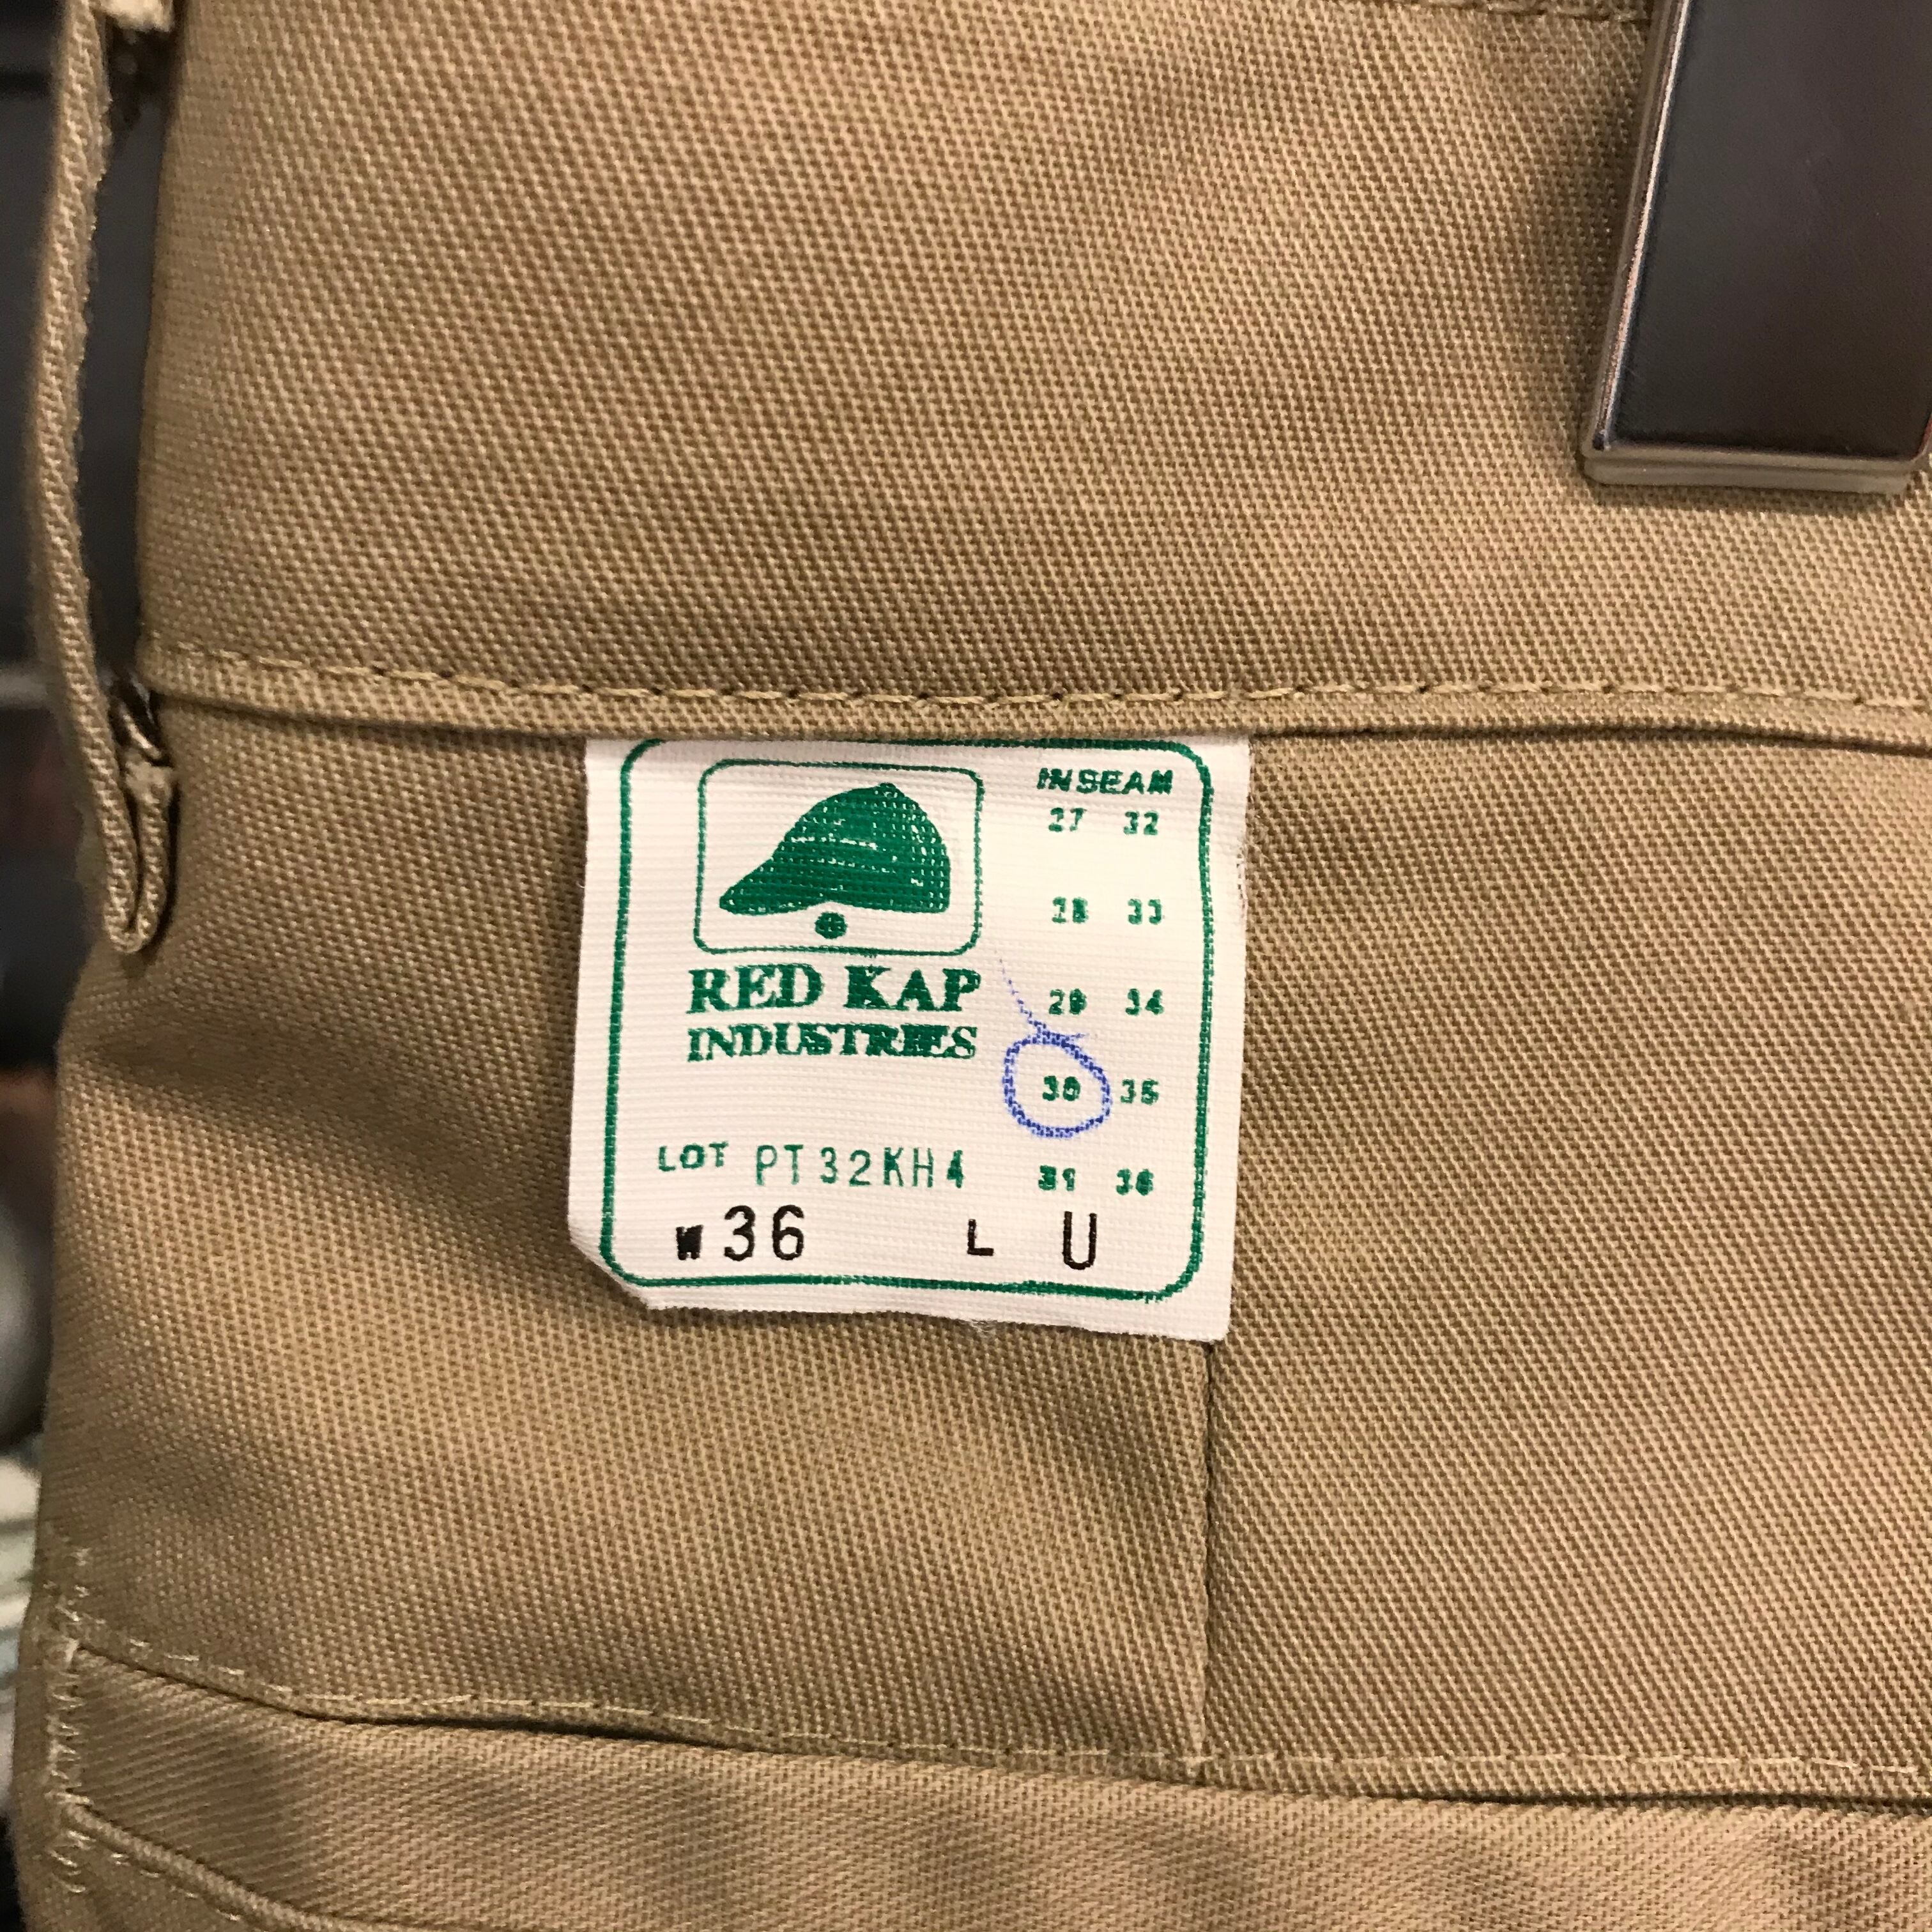 INSEAM
27 32
28 33
29 34
30 35
31 36
RED KAP
INDUSTRIES
LOT PT32KH4
W 36 L U